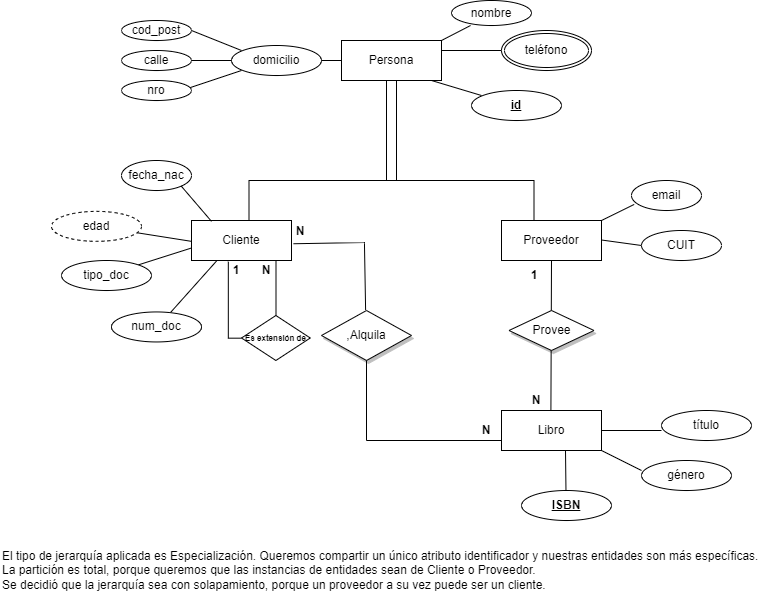 nombre
cod_post
teléfono
calle
domicilio
Persona
nro
id
fecha_nac
email
edad
N
Cliente
Proveedor
CUIT
tipo_doc
1
N
1
num_doc
Es extensión de
,Alquila
Provee
N
N
Libro
título
género
ISBN
El tipo de jerarquía aplicada es Especialización. Queremos compartir un único atributo identificador y nuestras entidades son más específicas.
La partición es total, porque queremos que las instancias de entidades sean de Cliente o Proveedor.
Se decidió que la jerarquía sea con solapamiento, porque un proveedor a su vez puede ser un cliente.